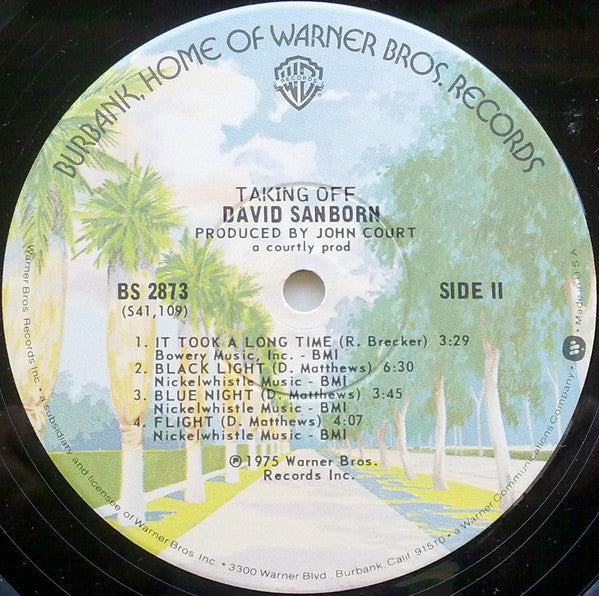 BURBANK, HOME OF WARNER BROS. RECORDS
WB
RECORDS
TAKING OFF
DAVID SANBORN
PRODUCED BY JOHN COURT
a courtly prod
BS 2873
(S41,109)
SIDE II
1. IT TOOK A LONG TIME (R. Brecker) 3:29
Bowery Music, Inc. - BMI
2. BLACK LIGHT (D. Matthews) 6:30
Nickelwhistle Music - BMI
3. BLUE NIGHT (D. Matthews) 3:45
Nickelwhistle Music - BMI
4. FLIGHT (D. Matthews) 4:07
Nickelwhistle Music - BMI
℗1975 Warner Bros.
Records Inc.
Warner Bros. Records Inc. • a subsidiary and licensee of Warner Bros. Inc. • 3300 Warner Blvd., Burbank, Calif. 91510 • a Warner Communications Company • Made in U.S.A.